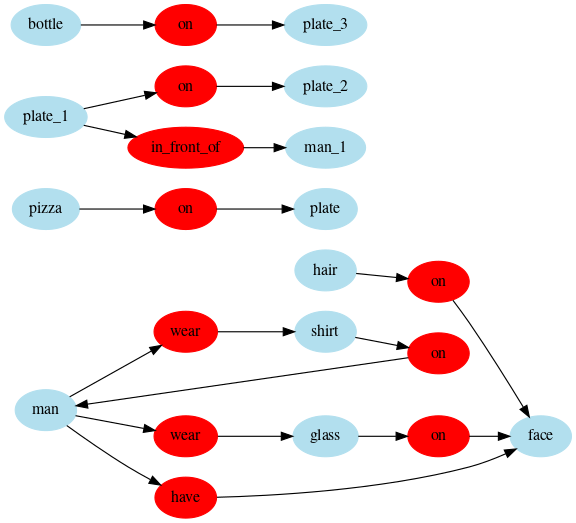 bottle on plate_3
on plate_2
plate_1
in_front_of man_1
pizza on plate
hair on
wear shirt
on
man
wear glass on face
have